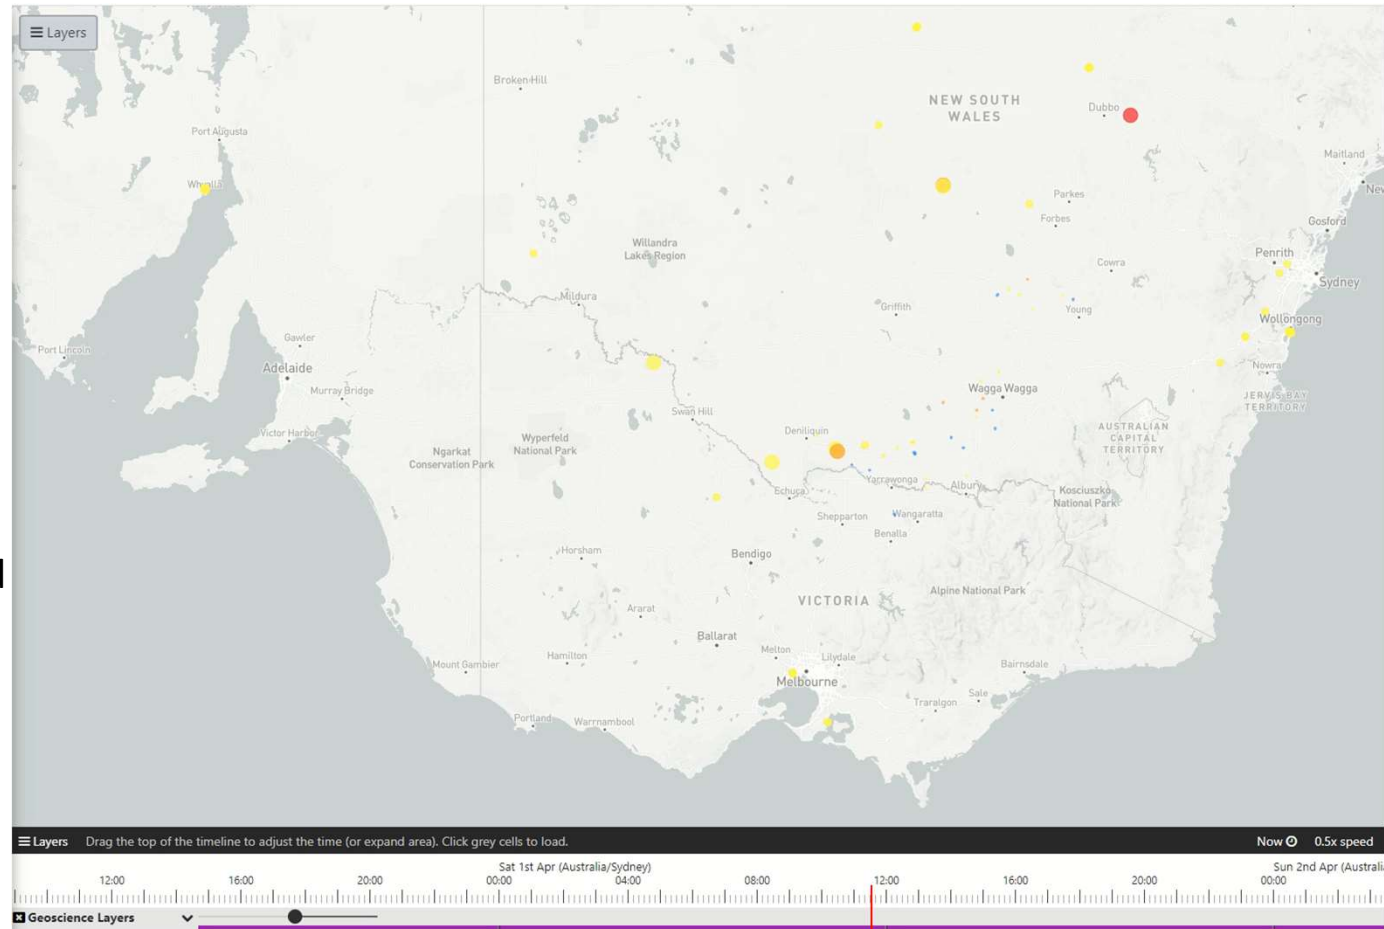 ☰ Layers
Broken Hill
NEW SOUTH
WALES
Dubbo
Port Augusta
Maitland
Whyalla
New
Parkes
Forbes
Gosford
Willandra
Lakes Region
Penrith
Cowra
Sydney
Mildura
Griffith
Young
Wollongong
Gawler
Port Lincoln
Adelaide
Nowra
Murray Bridge
Wagga Wagga
JERVIS BAY
TERRITORY
Swan Hill
AUSTRALIAN
CAPITAL
TERRITORY
Victor Harbor
Deniliquin
Wyperfeld
National Park
Ngarkat
Conservation Park
Yarrawonga
Albury
Echuca
Kosciuszko
National Park
Shepparton
Wangaratta
Benalla
Horsham
Bendigo
Alpine National Park
VICTORIA
Ararat
Ballarat
Melton
Lilydale
Hamilton
Mount Gambier
Bairnsdale
Melbourne
Sale
Traralgon
Portland
Warrnambool
☰ Layers Drag the top of the timeline to adjust the time (or expand area). Click grey cells to load. Now 0.5x speed
Sat 1st Apr (Australia/Sydney) Sun 2nd Apr (Australia
12:00 16:00 20:00 00:00 04:00 08:00 12:00 16:00 20:00 00:00
Geoscience Layers